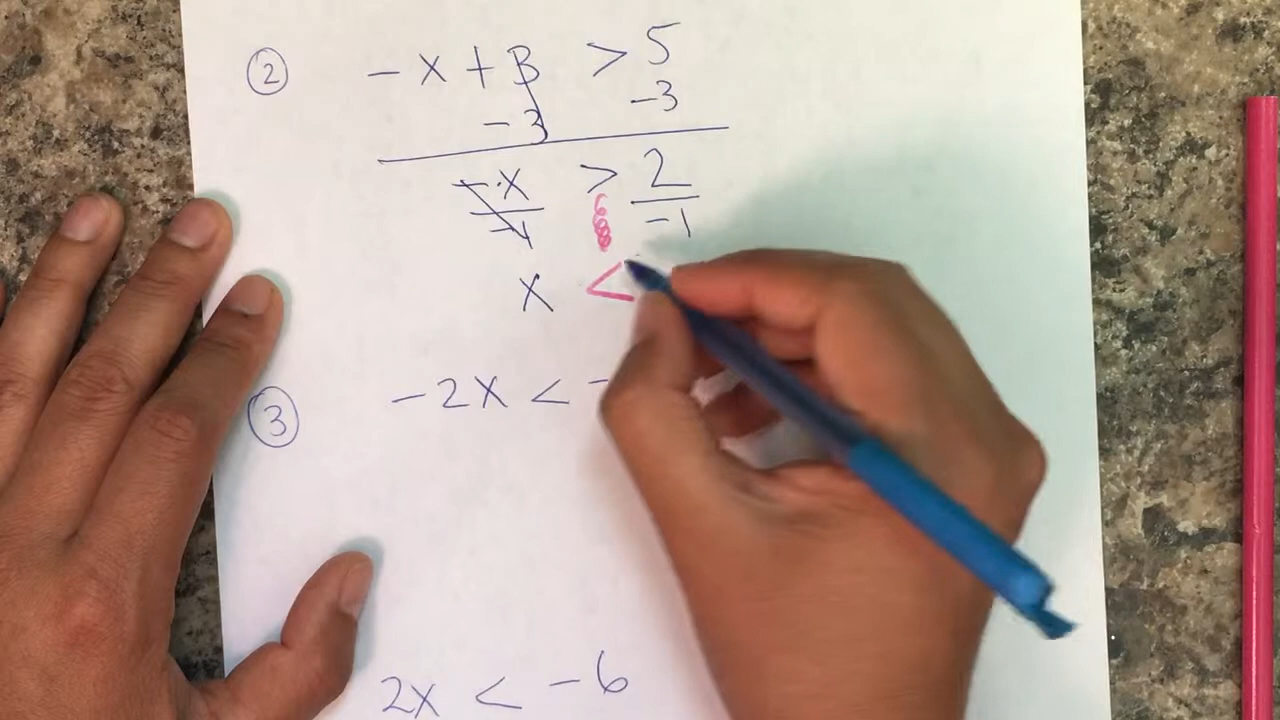 ② -x + 3 > 5
-3 -3
-x/-1 > 2/-1
x <
③ -2x < -
2x < -6